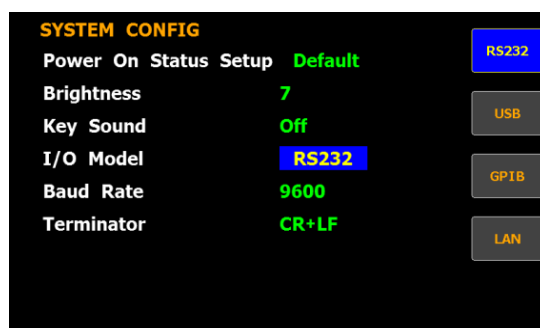 SYSTEM CONFIG
Power On Status Setup Default
Brightness 7
Key Sound Off
I/O Model RS232
Baud Rate 9600
Terminator CR+LF
RS232
USB
GPIB
LAN